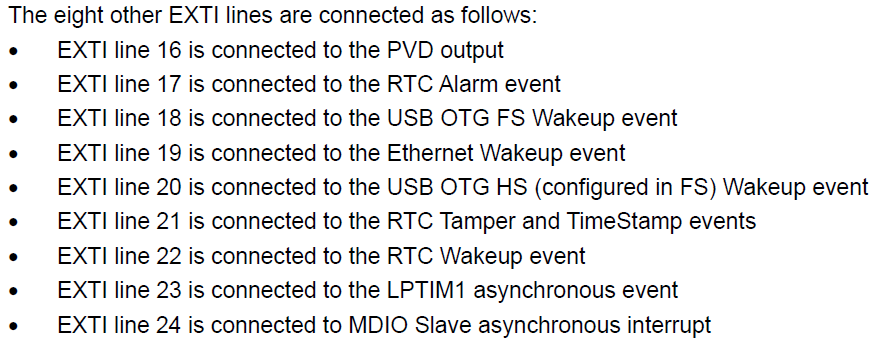 The eight other EXTI lines are connected as follows:
• EXTI line 16 is connected to the PVD output
• EXTI line 17 is connected to the RTC Alarm event
• EXTI line 18 is connected to the USB OTG FS Wakeup event
• EXTI line 19 is connected to the Ethernet Wakeup event
• EXTI line 20 is connected to the USB OTG HS (configured in FS) Wakeup event
• EXTI line 21 is connected to the RTC Tamper and TimeStamp events
• EXTI line 22 is connected to the RTC Wakeup event
• EXTI line 23 is connected to the LPTIM1 asynchronous event
• EXTI line 24 is connected to MDIO Slave asynchronous interrupt